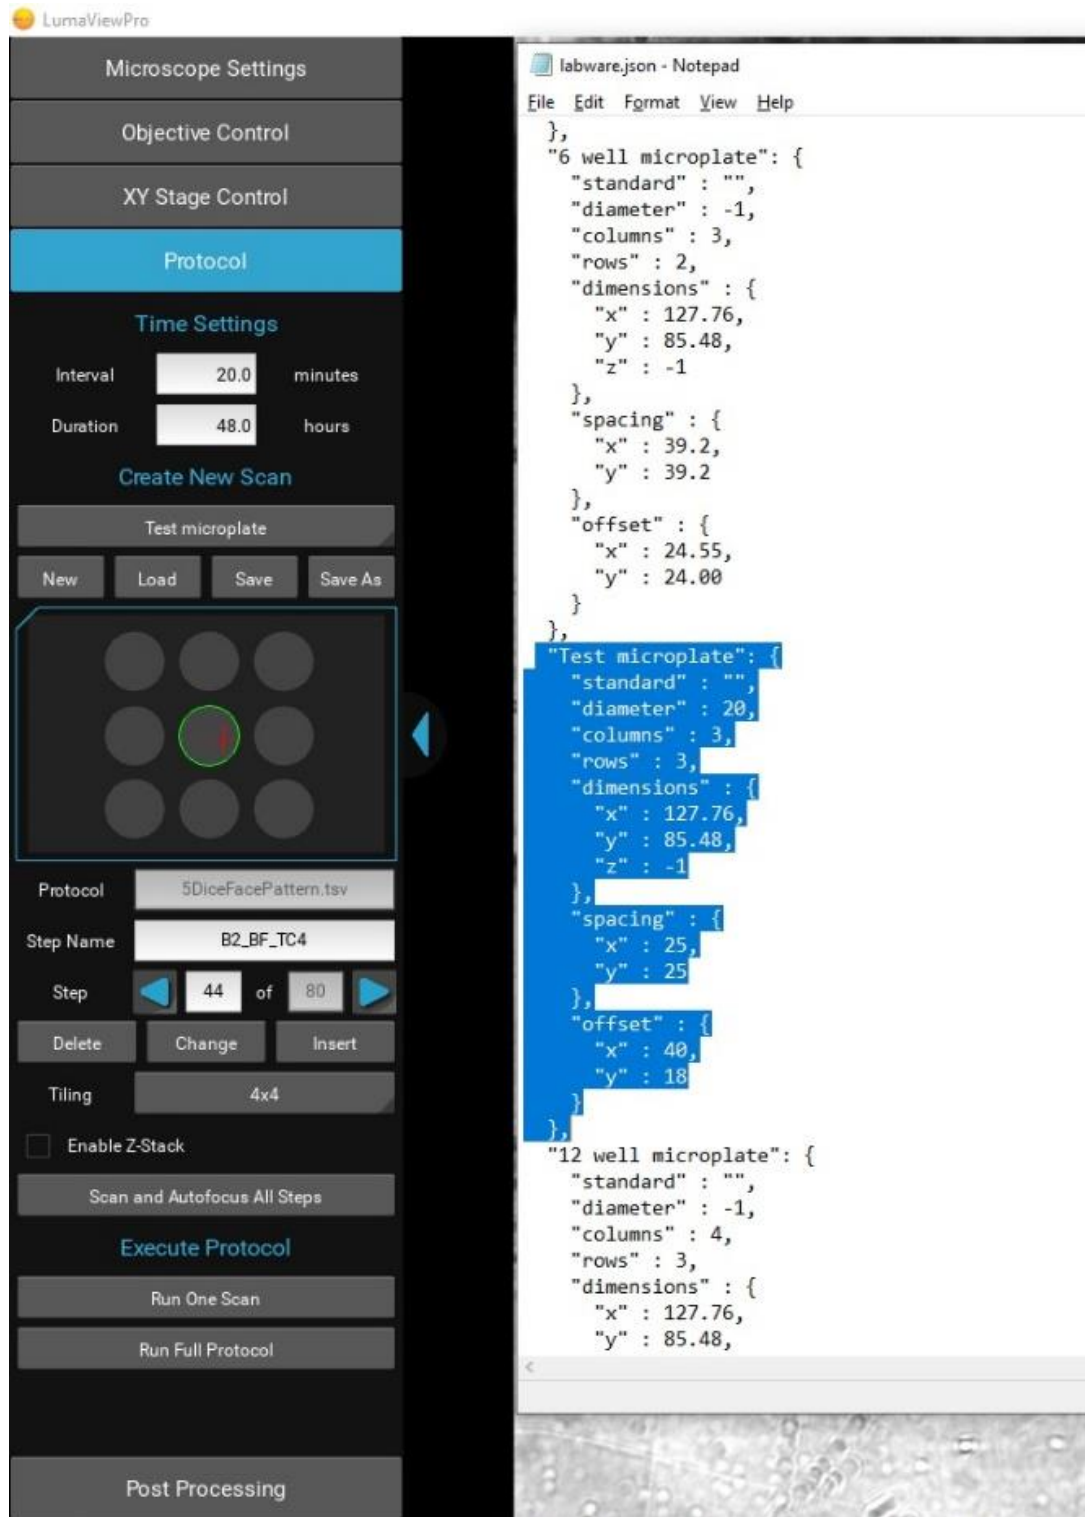 LumaViewPro
Microscope Settings
Objective Control
XY Stage Control
Protocol
Time Settings
Interval 20.0 minutes
Duration 48.0 hours
Create New Scan
Test microplate
New Load Save Save As
Protocol 5DiceFacePattern.tsv
Step Name B2_BF_TC4
Step 44 of 80
Delete Change Insert
Tiling 4x4
Enable Z-Stack
Scan and Autofocus All Steps
Execute Protocol
Run One Scan
Run Full Protocol
Post Processing
labware.json - Notepad
File Edit Format View Help
},
"6 well microplate": {
"standard" : "",
"diameter" : -1,
"columns" : 3,
"rows" : 2,
"dimensions" : {
"x" : 127.76,
"y" : 85.48,
"z" : -1
},
"spacing" : {
"x" : 39.2,
"y" : 39.2
},
"offset" : {
"x" : 24.55,
"y" : 24.00
}
},
"Test microplate": {
"standard" : "",
"diameter" : 20,
"columns" : 3,
"rows" : 3,
"dimensions" : {
"x" : 127.76,
"y" : 85.48,
"z" : -1
},
"spacing" : {
"x" : 25,
"y" : 25
},
"offset" : {
"x" : 40,
"y" : 18
}
},
"12 well microplate": {
"standard" : "",
"diameter" : -1,
"columns" : 4,
"rows" : 3,
"dimensions" : {
"x" : 127.76,
"y" : 85.48,